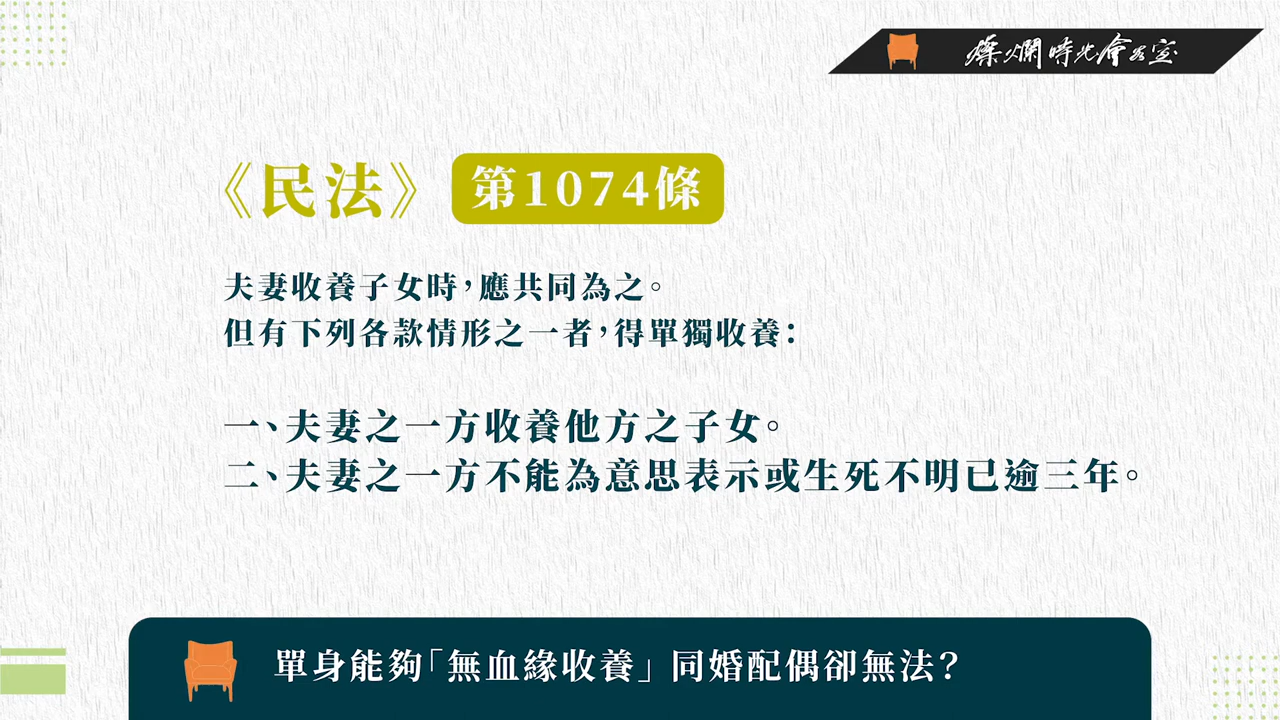 燦爛時光會客室
《民法》 第1074條
夫妻收養子女時，應共同為之。
但有下列各款情形之一者，得單獨收養：
一、夫妻之一方收養他方之子女。
二、夫妻之一方不能為意思表示或生死不明已逾三年。
單身能夠「無血緣收養」同婚配偶卻無法？